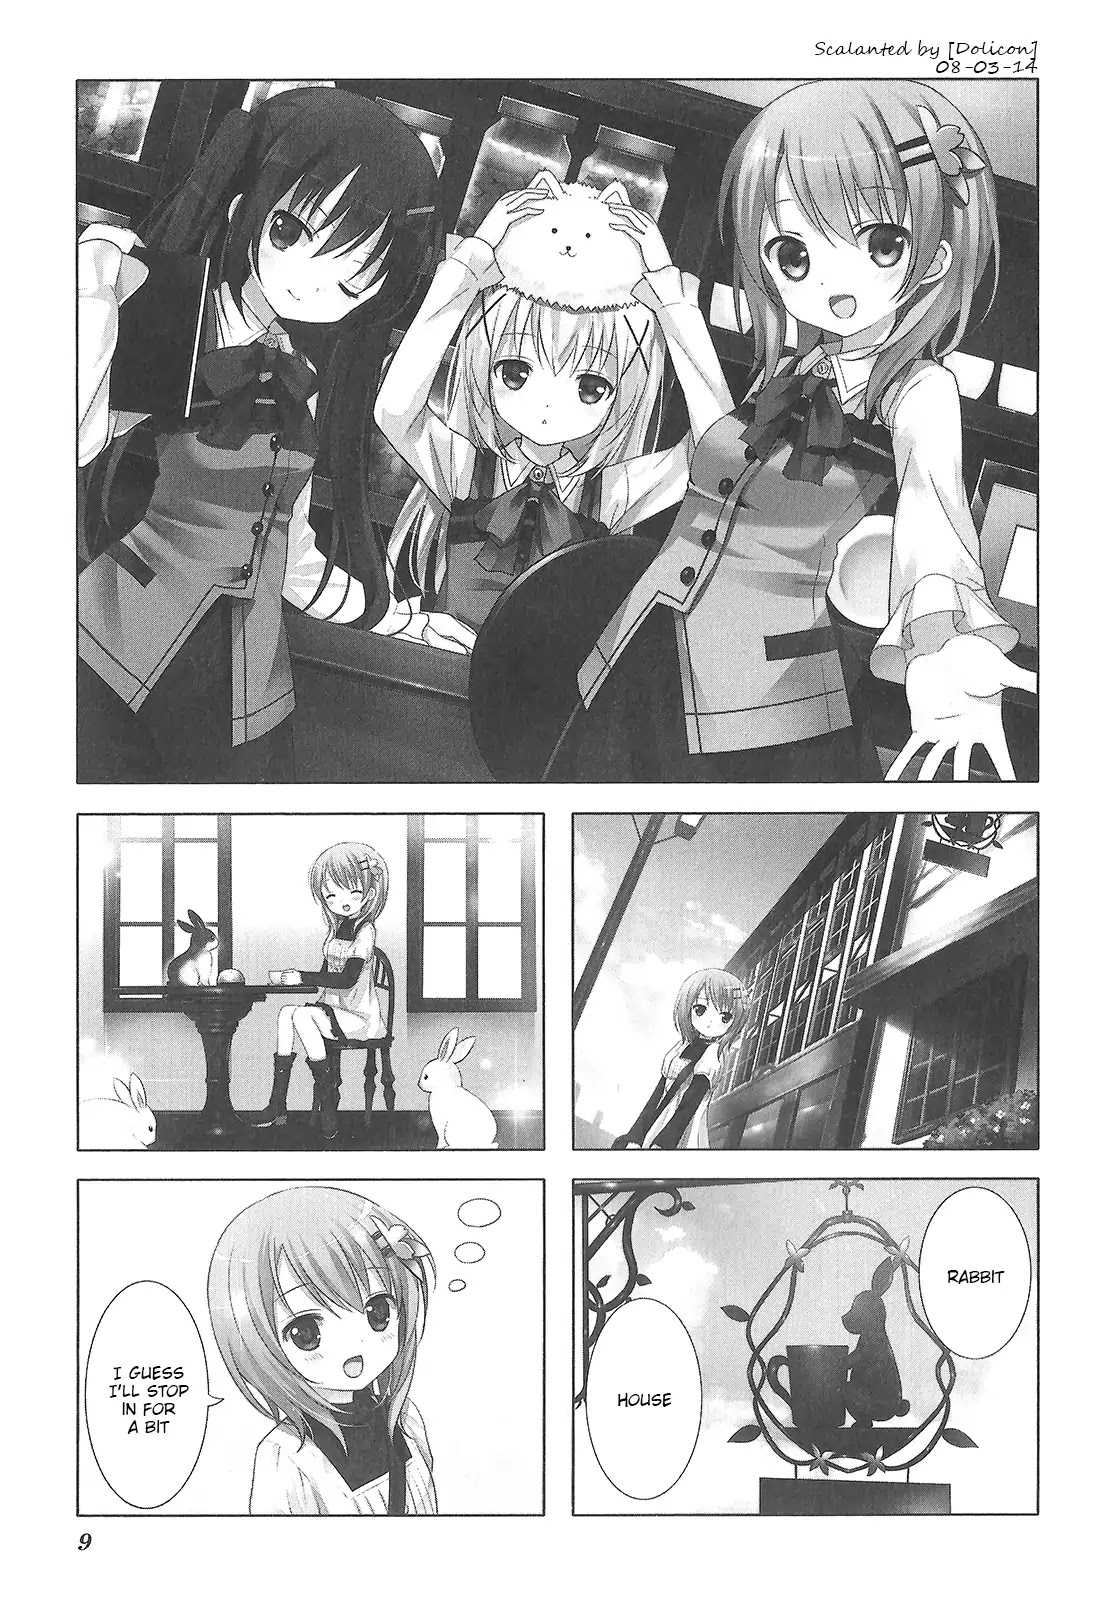 Scalanted by [Dolicon]
08-03-14
RABBIT
HOUSE
I GUESS
I'LL STOP
IN FOR
A BIT
9